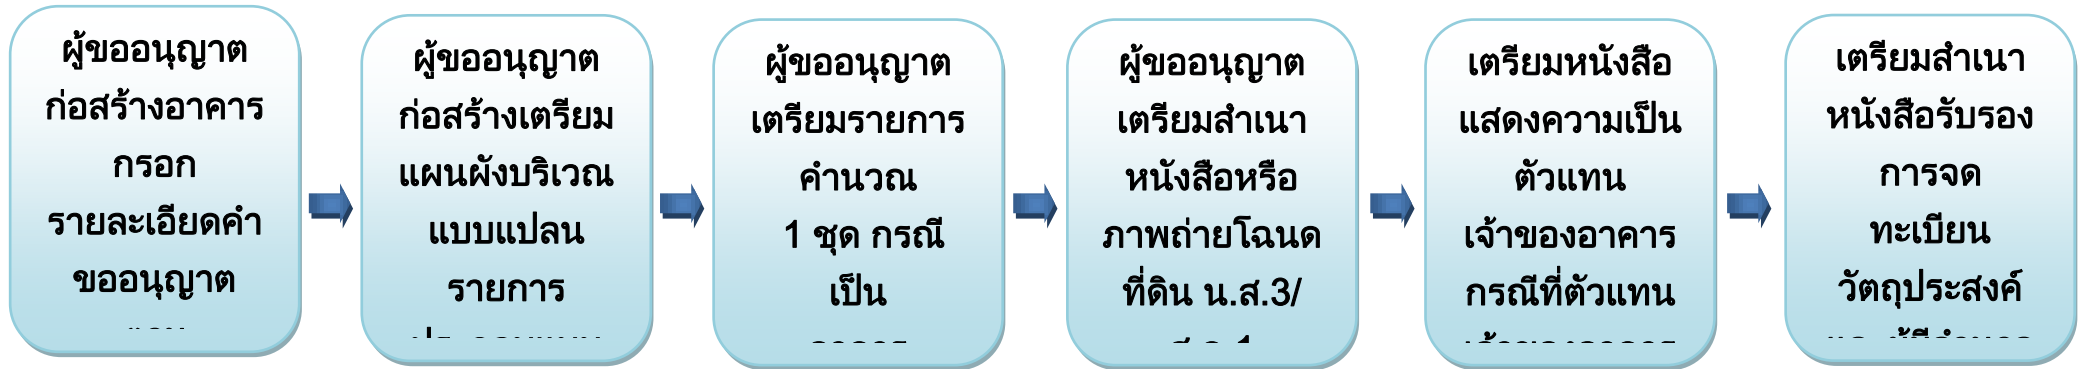 ผู้ขออนุญาต
ก่อสร้างอาคาร
กรอก
รายละเอียดคำ
ขออนุญาต
ผู้ขออนุญาต
ก่อสร้างเตรียม
แผนผังบริเวณ
แบบแปลน
รายการ
ผู้ขออนุญาต
เตรียมรายการ
คำนวณ
1 ชุด กรณี
เป็น
ผู้ขออนุญาต
เตรียมสำเนา
หนังสือหรือ
ภาพถ่ายโฉนด
ที่ดิน น.ส.3/
เตรียมหนังสือ
แสดงความเป็น
ตัวแทน
เจ้าของอาคาร
กรณีที่ตัวแทน
เตรียมสำเนา
หนังสือรับรอง
การจด
ทะเบียน
วัตถุประสงค์